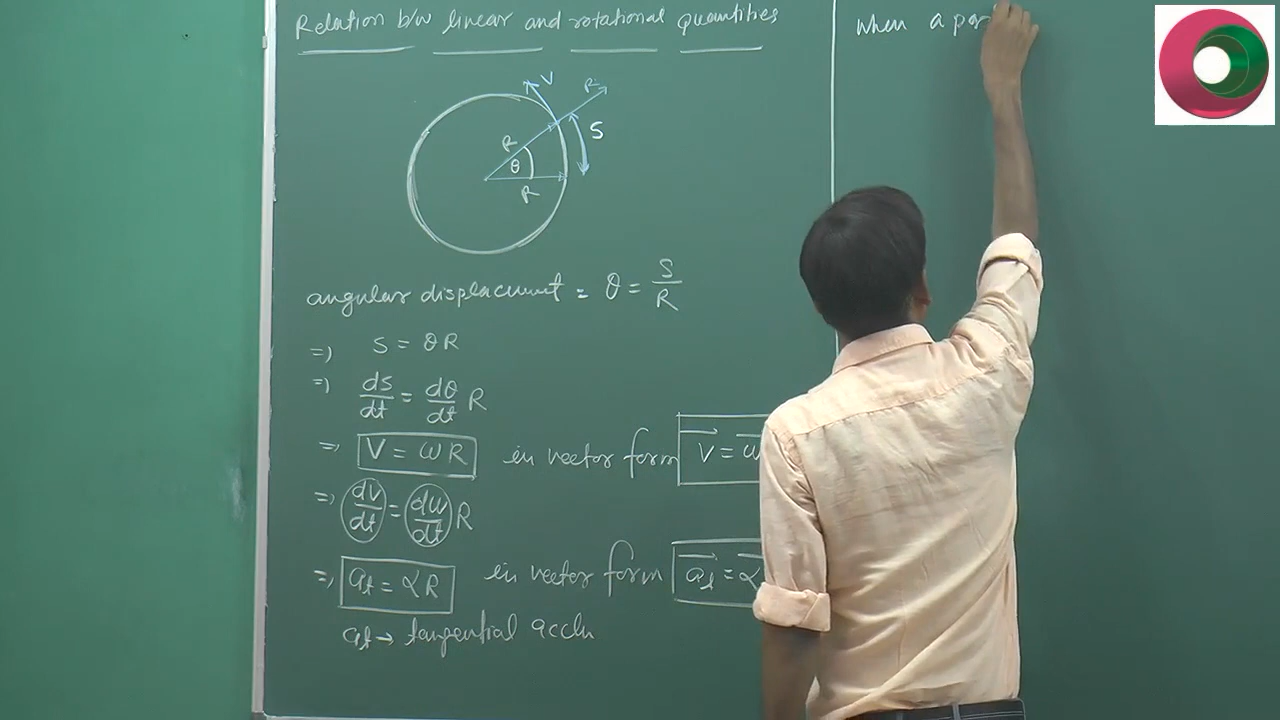 Relation b/w linear and rotational quantities
V
R
S
R
θ
R
angular displacement = θ = S/R
=) S = θR
=) ds/dt = dθ/dt R
=) V = ωR in vector form V = ω
=) dv/dt = dω/dt R
=) at = αR in vector form at = α
at → tangential accln
When a